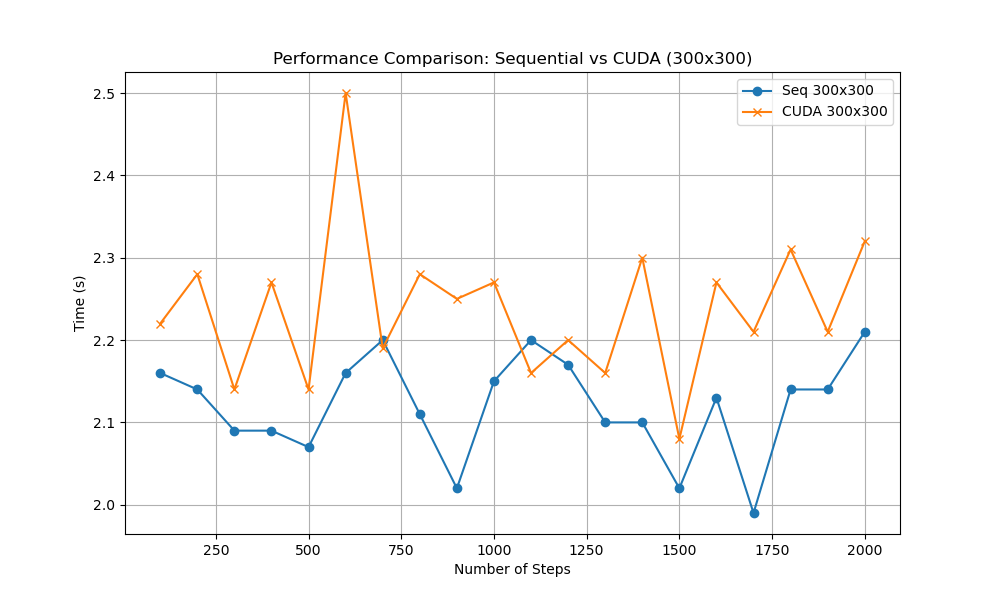 Performance Comparison: Sequential vs CUDA (300x300)
Seq 300x300
CUDA 300x300
Time (s)
2.5
2.4
2.3
2.2
2.1
2.0
250 500 750 1000 1250 1500 1750 2000
Number of Steps